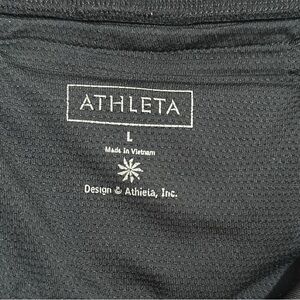 ATHLETA
L
Made In Vietnam
Design © Athleta, Inc.